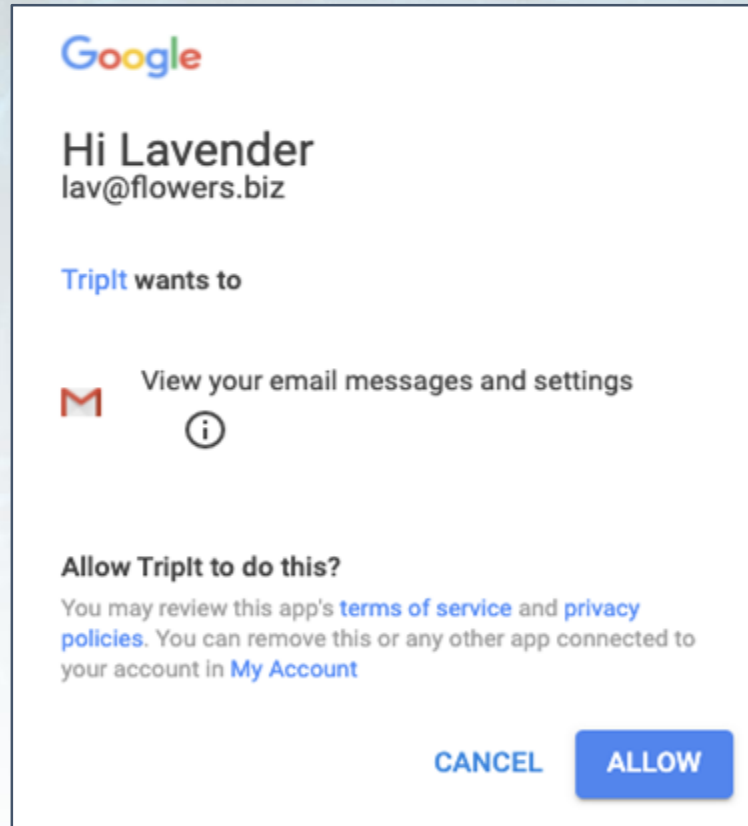 Google
Hi Lavender
lav@flowers.biz
TripIt wants to
View your email messages and settings
Allow TripIt to do this?
You may review this app's terms of service and privacy
policies. You can remove this or any other app connected to
your account in My Account
CANCEL ALLOW